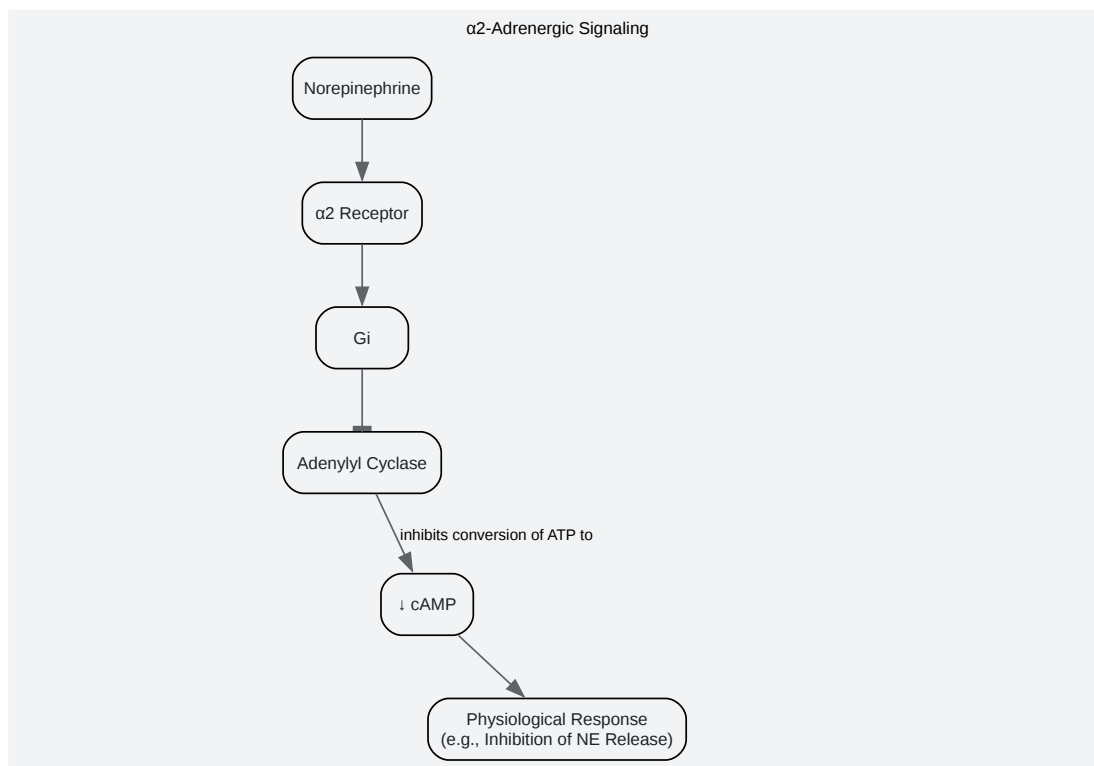 α2-Adrenergic Signaling
Norepinephrine
α2 Receptor
Gi
Adenylyl Cyclase
inhibits conversion of ATP to
↓ cAMP
Physiological Response
(e.g., Inhibition of NE Release)